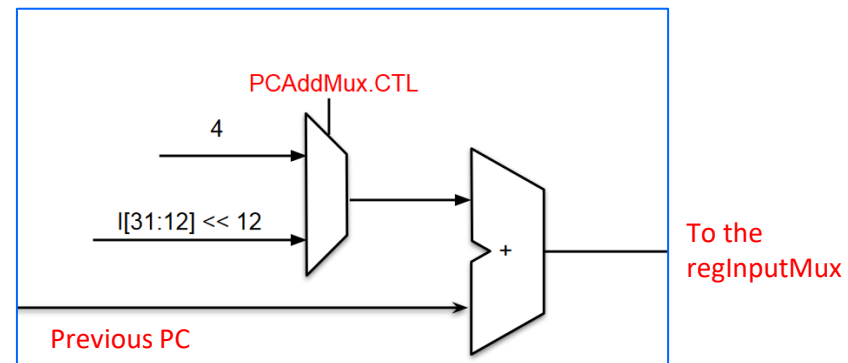 PCAddMux.CTL
4
I[31:12] << 12
+
To the
regInputMux
Previous PC